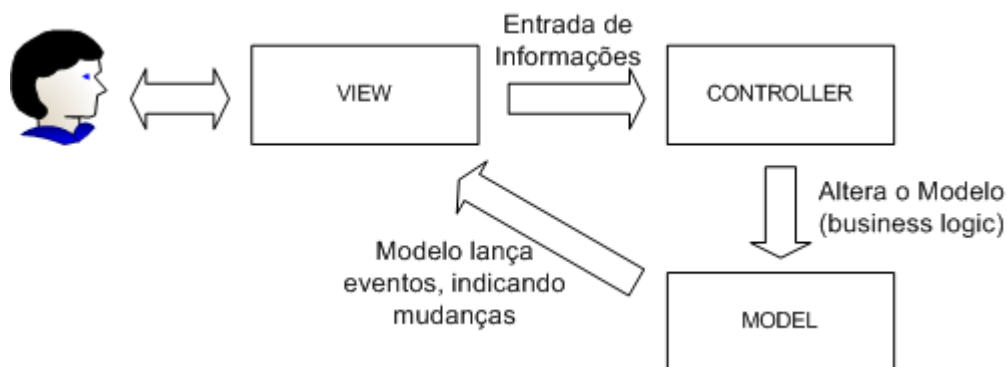 Entrada de
Informações
VIEW
CONTROLLER
Altera o Modelo
(business logic)
Modelo lança
eventos, indicando
mudanças
MODEL